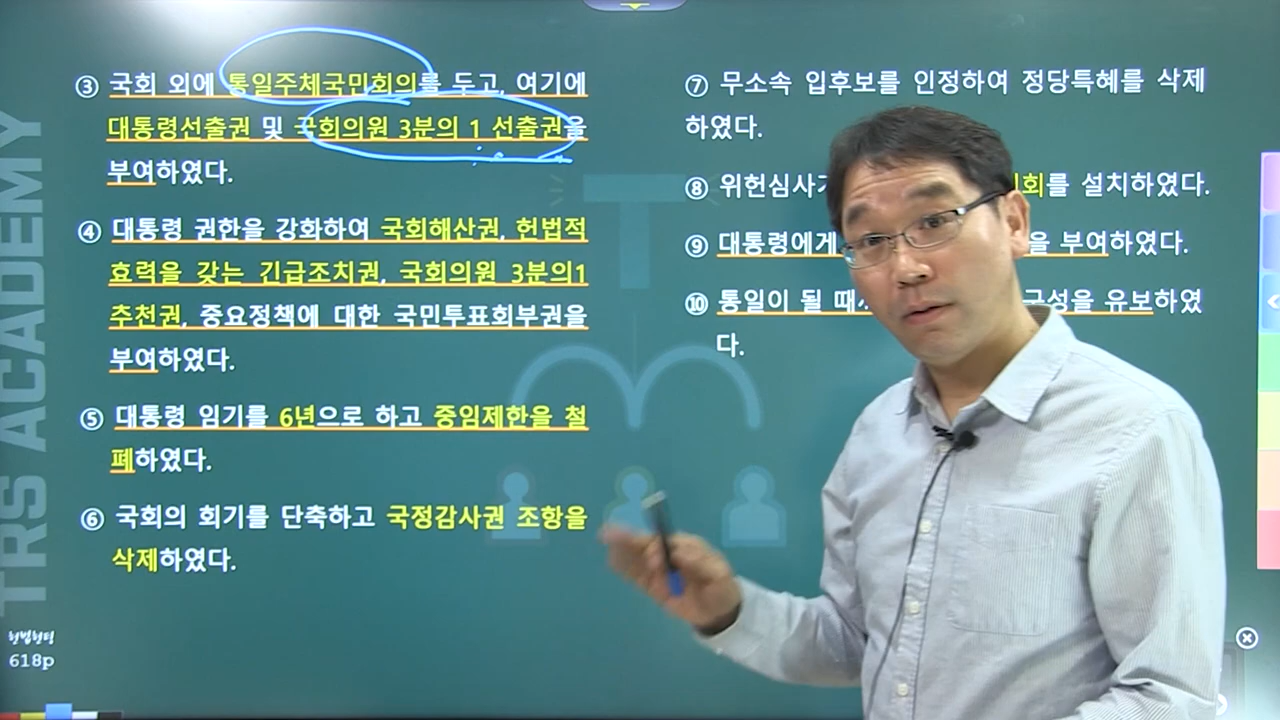 ③ 국회 외에 통일주체국민회의를 두고, 여기에
대통령선출권 및 국회의원 3분의 1 선출권을
부여하였다.
④ 대통령 권한을 강화하여 국회해산권, 헌법적
효력을 갖는 긴급조치권, 국회의원 3분의1
추천권, 중요정책에 대한 국민투표회부권을
부여하였다.
⑤ 대통령 임기를 6년으로 하고 중임제한을 철
폐하였다.
⑥ 국회의 회기를 단축하고 국정감사권 조항을
삭제하였다.
⑦ 무소속 입후보를 인정하여 정당특혜를 삭제
하였다.
⑧ 설치하였다.
⑨ 대통령에게 을 부여하였다.
⑩ 통일이 될 구성을 유보하였
다.
TRS ACADEMY
618p